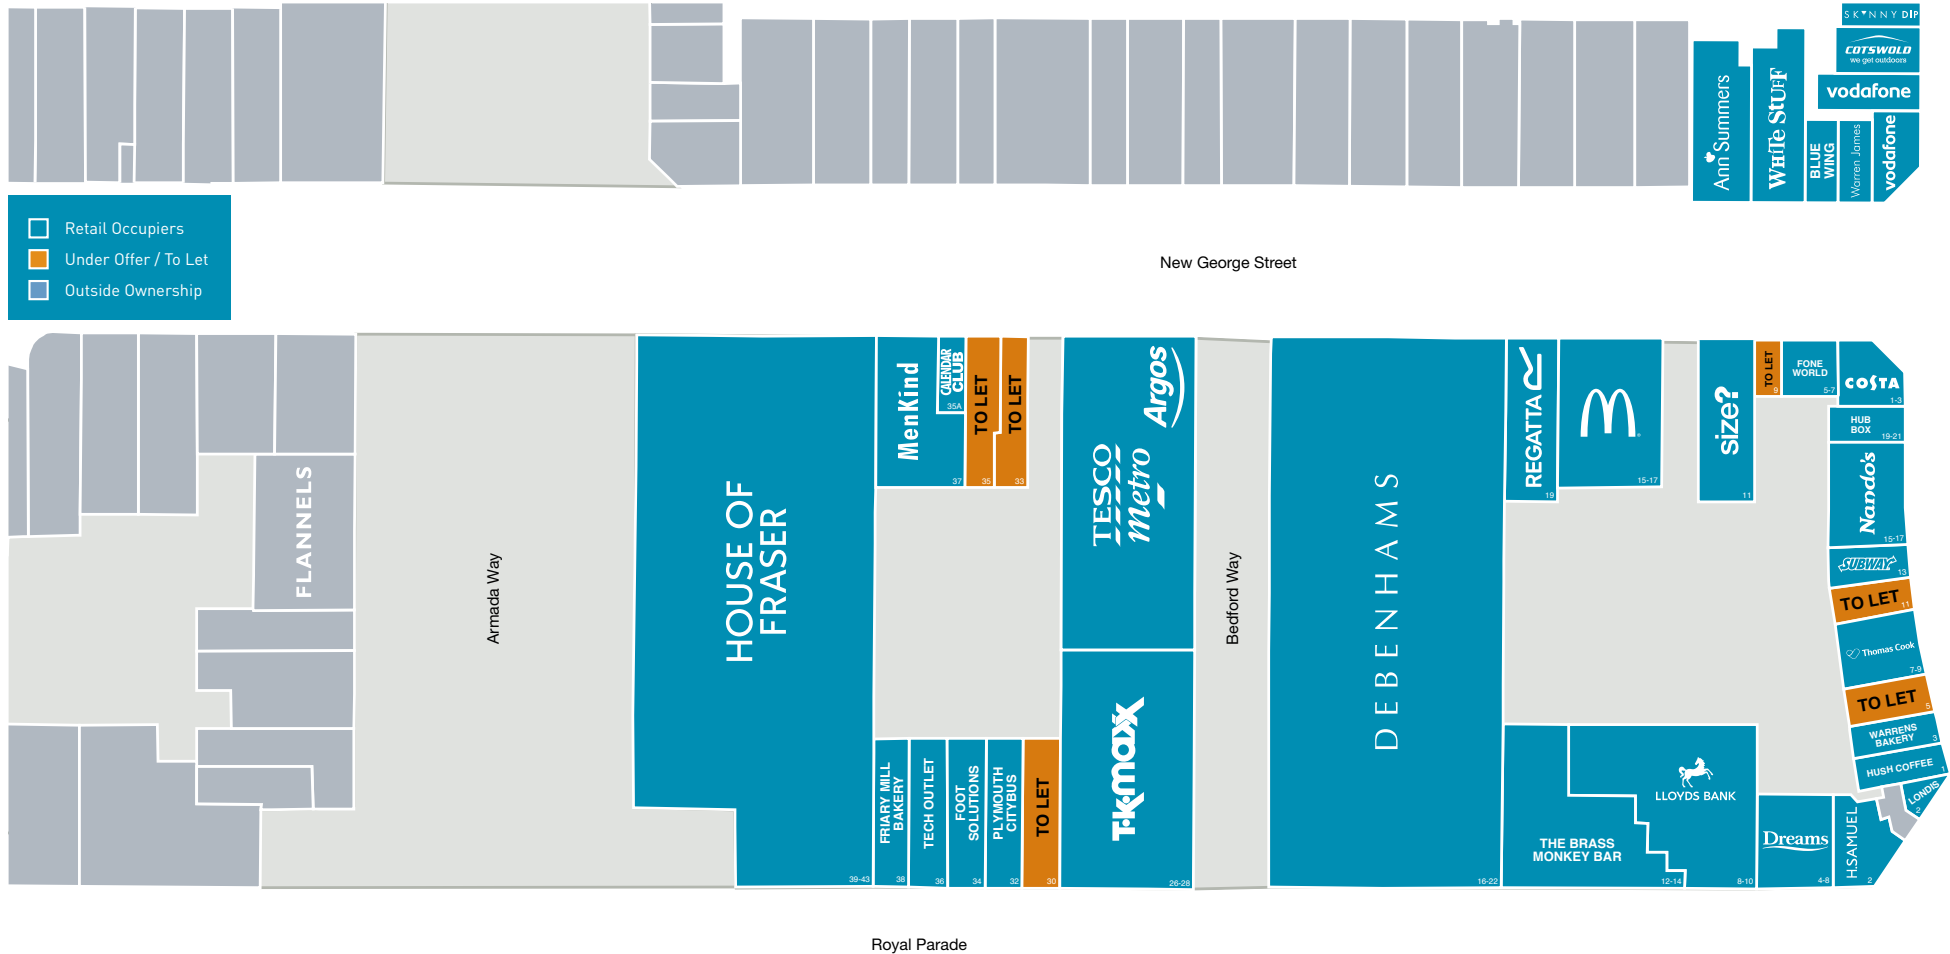 SKINNYDIP
COTSWOLD
we get outdoors
vodafone
Ann Summers
WHiTe StUFF
BLUE
WING
Warren James
vodafone
Retail Occupiers
Under Offer / To Let
Outside Ownership
New George Street
FLANNELS
Armada Way
HOUSE OF
FRASER
39-43
MenKind
37
CALENDAR
CLUB
35A
TO LET
35
TO LET
33
Argos
TESCO
Metro
TK maxx
26-28
FRIARY MILL
BAKERY
38
TECH OUTLET
36
FOOT
SOLUTIONS
34
PLYMOUTH
CITYBUS
32
TO LET
30
Bedford Way
DEBENHAMS
16-22
REGATTA
19
M
15-17
size?
11
TO LET
9
FONE
WORLD
5-7
COSTA
1-3
HUB
BOX
19-21
Nando's
15-17
SUBWAY
13
TO LET
11
Thomas Cook
7-9
TO LET
5
WARRENS
BAKERY
3
HUSH COFFEE
1
LONDIS
2
THE BRASS
MONKEY BAR
12-14
LLOYDS BANK
8-10
Dreams
4-8
H.SAMUEL
2
Royal Parade